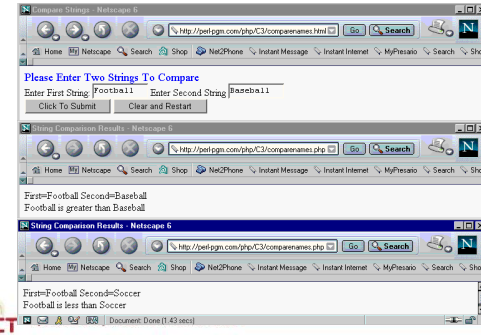 Compare Strings - Netscape 6
http://perl-pgm.com/php/C3/comparenames.html Go Search N
Home My Netscape Search Shop Net2Phone Instant Message Instant Internet MyPresario Search Sho
Please Enter Two Strings To Compare
Enter First String: Football Enter Second String Baseball
Click To Submit Clear and Restart
String Comparison Results - Netscape 6
http://perl-pgm.com/php/C3/comparenames.php Go Search N
Home My Netscape Search Shop Net2Phone Instant Message Instant Internet MyPresario Search Sho
First=Football Second=Baseball
Football is greater than Baseball
String Comparison Results - Netscape 6
http://perl-pgm.com/php/C3/comparenames.php Go Search N
Home My Netscape Search Shop Net2Phone Instant Message Instant Internet MyPresario Search Sho
First=Football Second=Soccer
Football is less than Soccer
Document: Done (1.43 secs)